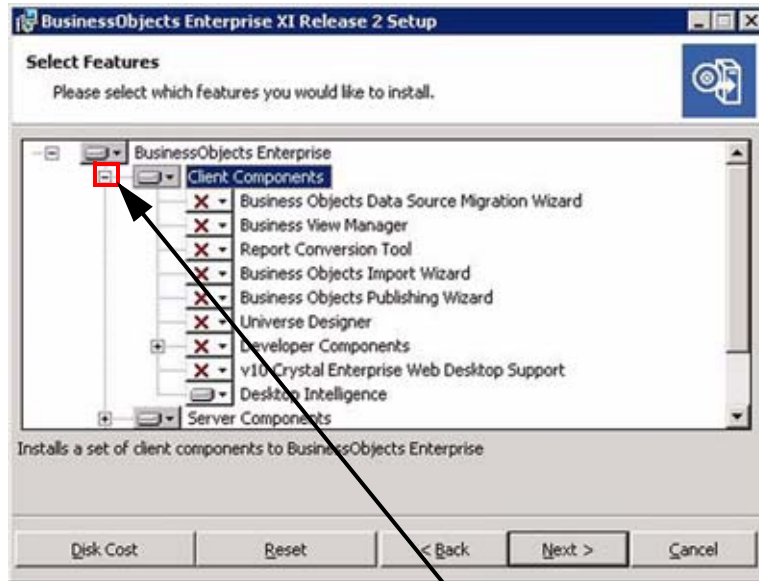 BusinessObjects Enterprise XI Release 2 Setup
Select Features
Please select which features you would like to install.
BusinessObjects Enterprise
Client Components
Business Objects Data Source Migration Wizard
Business View Manager
Report Conversion Tool
Business Objects Import Wizard
Business Objects Publishing Wizard
Universe Designer
Developer Components
v10 Crystal Enterprise Web Desktop Support
Desktop Intelligence
Server Components
Installs a set of client components to BusinessObjects Enterprise
Disk Cost Reset < Back Next > Cancel